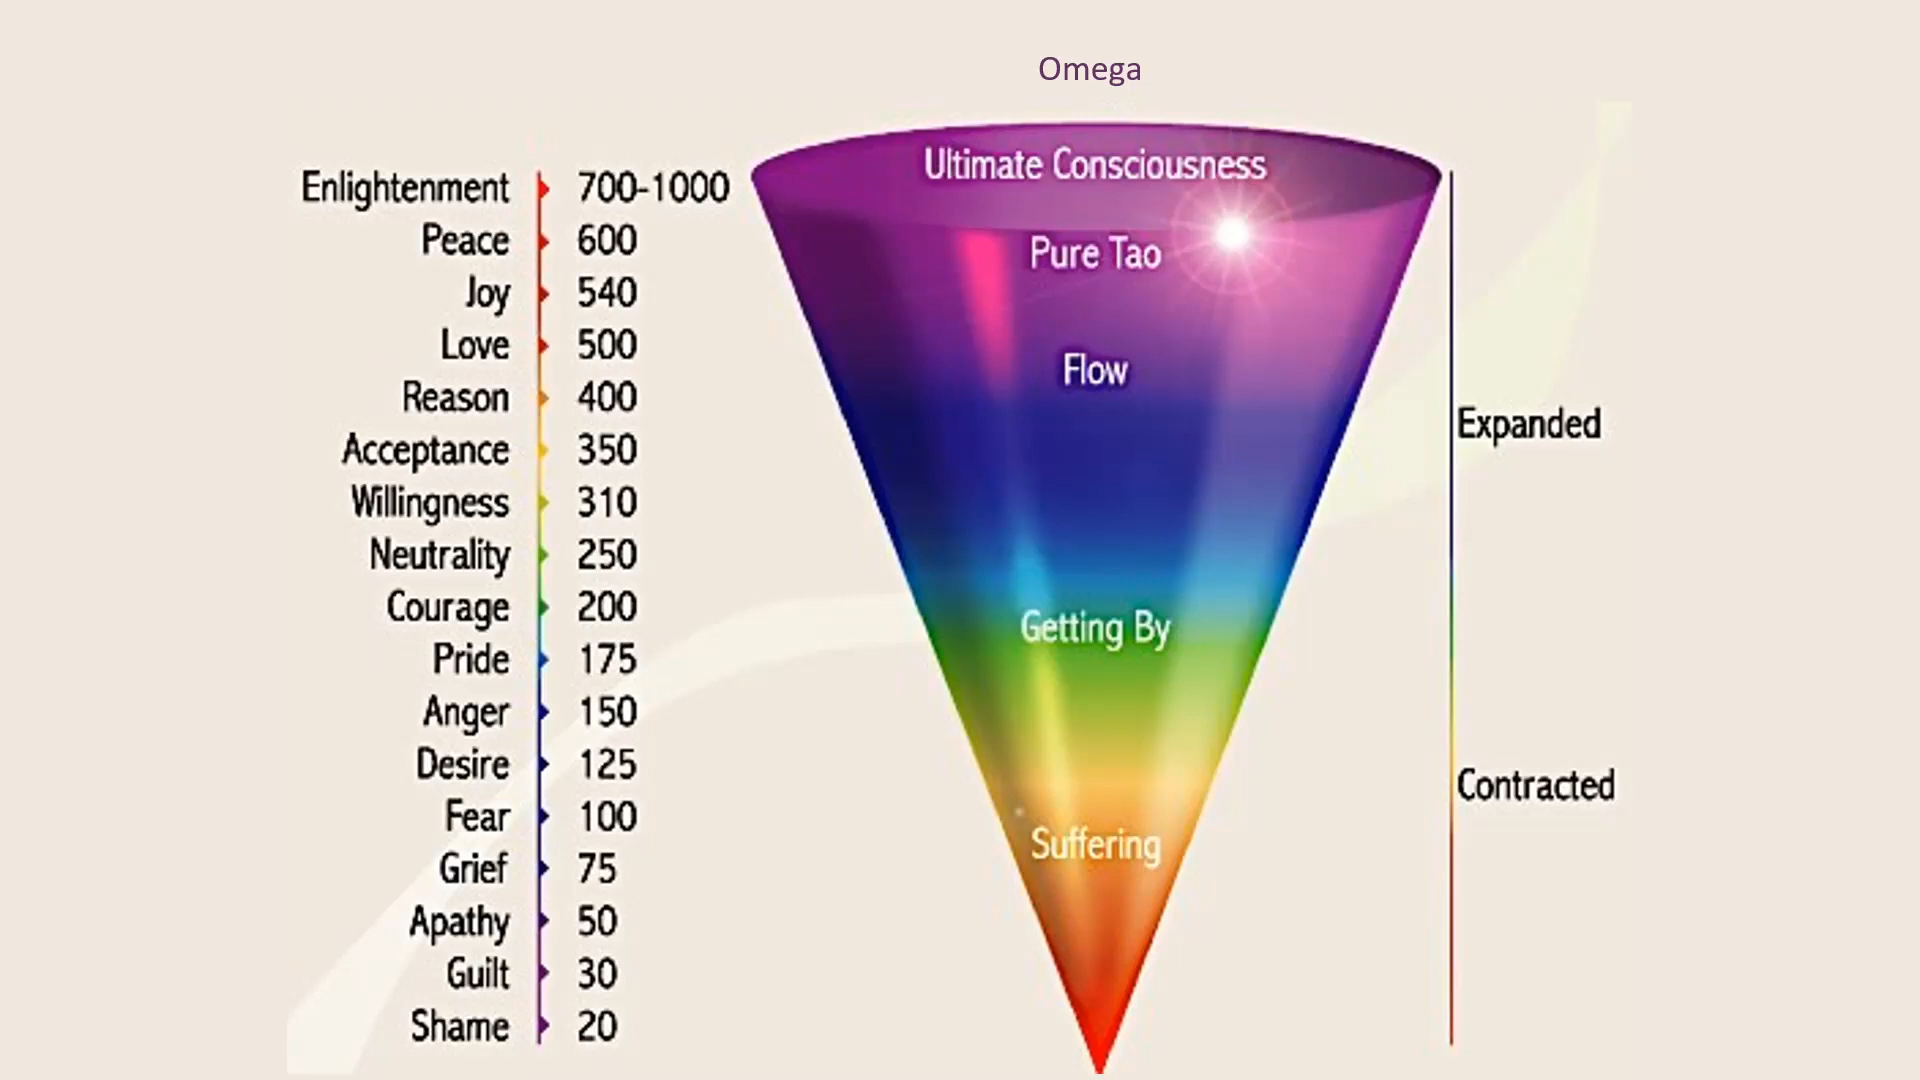 Omega
Enlightenment 700-1000
Peace 600
Joy 540
Love 500
Reason 400
Acceptance 350
Willingness 310
Neutrality 250
Courage 200
Pride 175
Anger 150
Desire 125
Fear 100
Grief 75
Apathy 50
Guilt 30
Shame 20
Ultimate Consciousness
Pure Tao
Flow
Getting By
Suffering
Expanded
Contracted